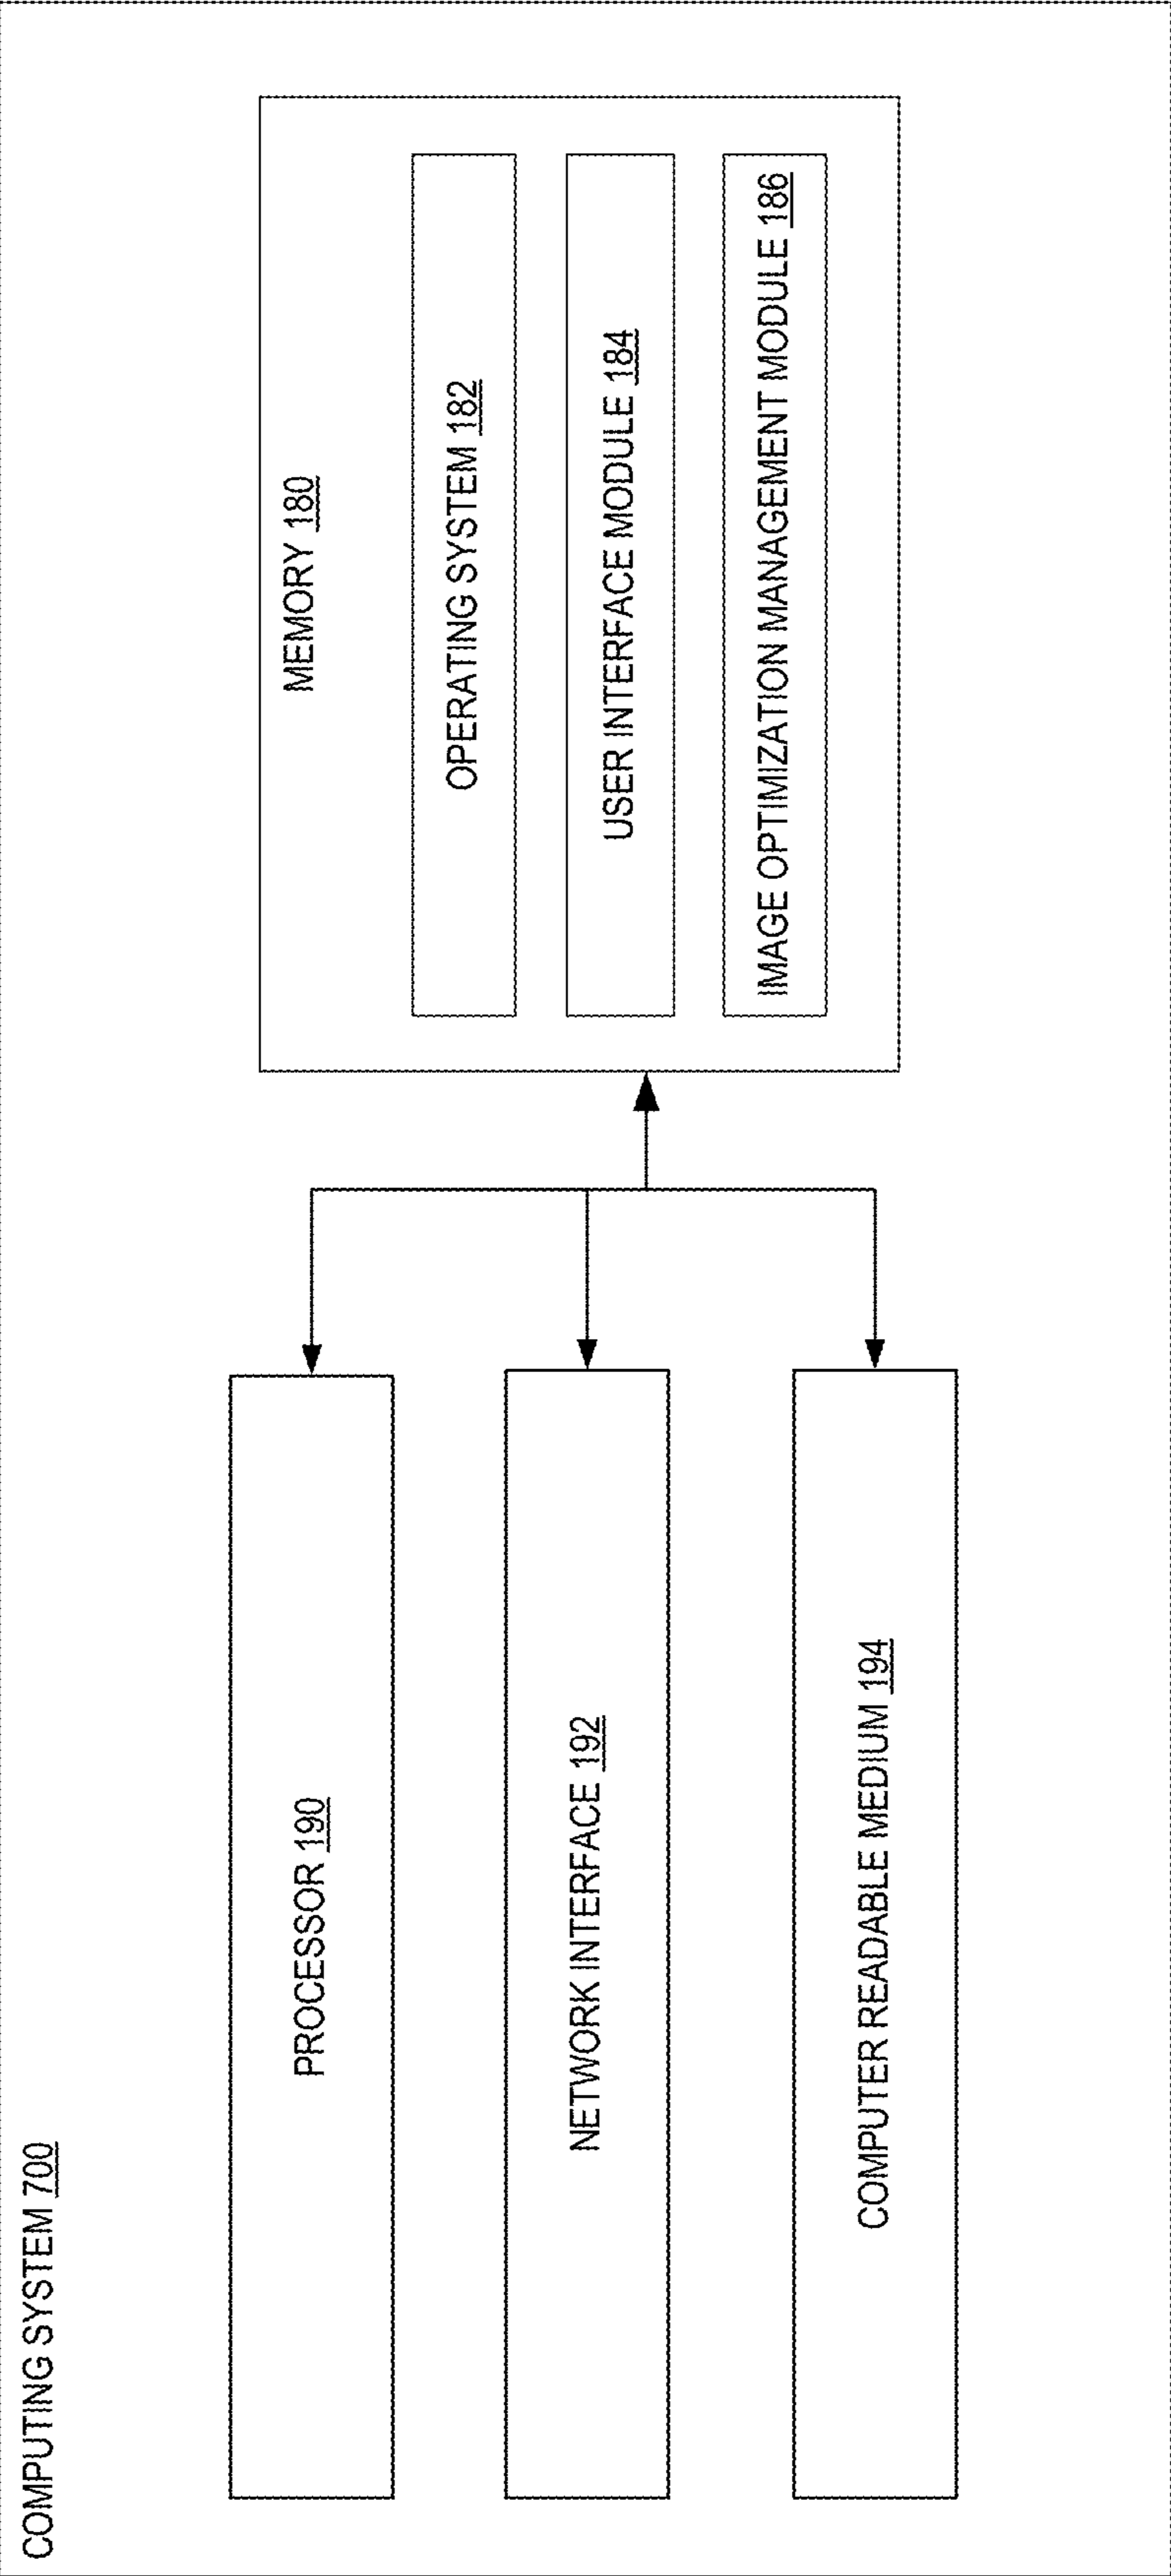 COMPUTING SYSTEM 700
PROCESSOR 190
NETWORK INTERFACE 192
COMPUTER READABLE MEDIUM 194
MEMORY 180
OPERATING SYSTEM 182
USER INTERFACE MODULE 184
IMAGE OPTIMIZATION MANAGEMENT MODULE 186